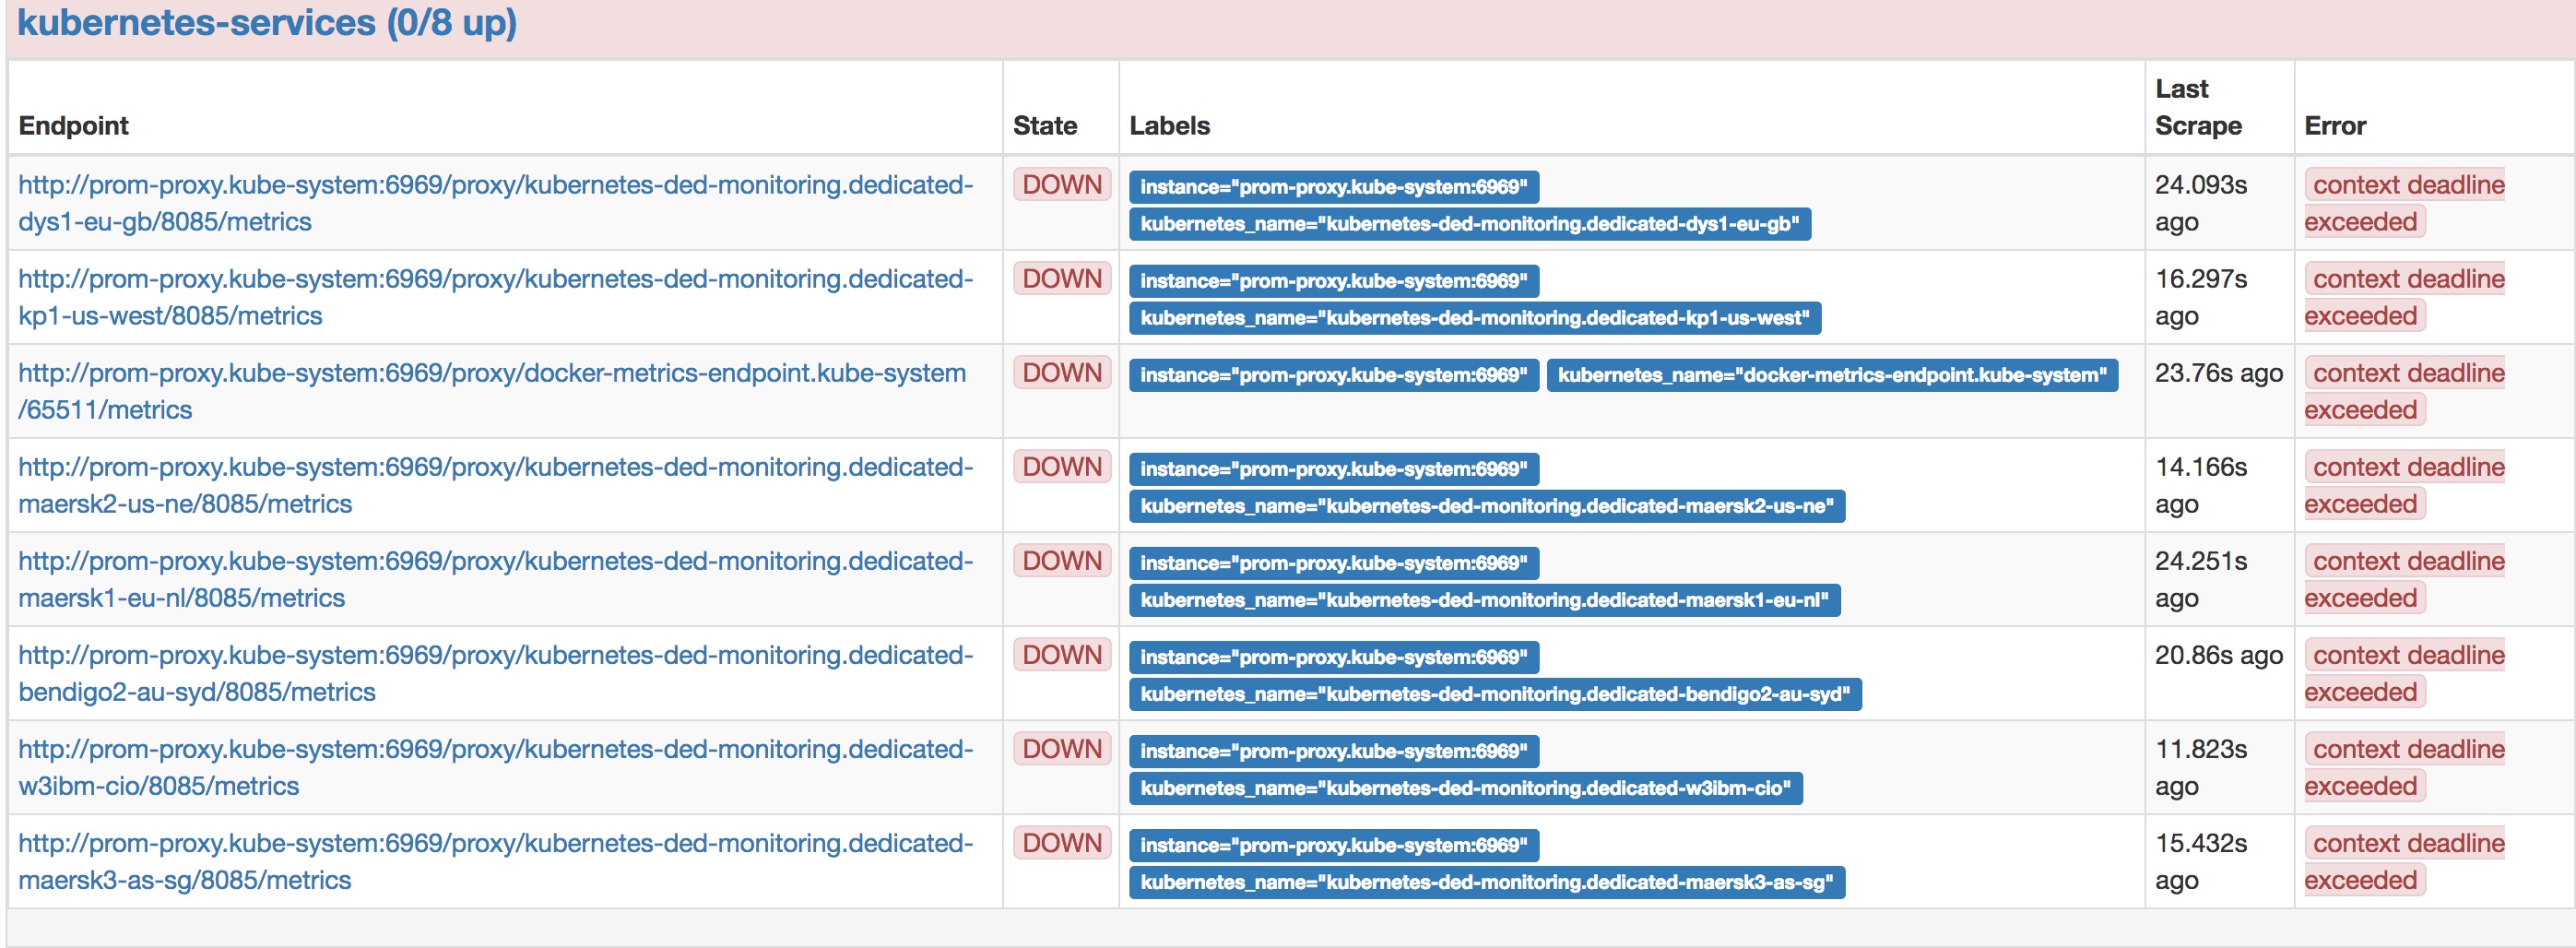 kubernetes-services (0/8 up)
Endpoint State Labels Last Scrape Error
http://prom-proxy.kube-system:6969/proxy/kubernetes-ded-monitoring.dedicated- DOWN instance="prom-proxy.kube-system:6969" 24.093s context deadline
dys1-eu-gb/8085/metrics kubernetes_name="kubernetes-ded-monitoring.dedicated-dys1-eu-gb" ago exceeded
http://prom-proxy.kube-system:6969/proxy/kubernetes-ded-monitoring.dedicated- DOWN instance="prom-proxy.kube-system:6969" 16.297s context deadline
kp1-us-west/8085/metrics kubernetes_name="kubernetes-ded-monitoring.dedicated-kp1-us-west" ago exceeded
http://prom-proxy.kube-system:6969/proxy/docker-metrics-endpoint.kube-system DOWN instance="prom-proxy.kube-system:6969" kubernetes_name="docker-metrics-endpoint.kube-system" 23.76s ago context deadline
/65511/metrics exceeded
http://prom-proxy.kube-system:6969/proxy/kubernetes-ded-monitoring.dedicated- DOWN instance="prom-proxy.kube-system:6969" 14.166s context deadline
maersk2-us-ne/8085/metrics kubernetes_name="kubernetes-ded-monitoring.dedicated-maersk2-us-ne" ago exceeded
http://prom-proxy.kube-system:6969/proxy/kubernetes-ded-monitoring.dedicated- DOWN instance="prom-proxy.kube-system:6969" 24.251s context deadline
maersk1-eu-nl/8085/metrics kubernetes_name="kubernetes-ded-monitoring.dedicated-maersk1-eu-nl" ago exceeded
http://prom-proxy.kube-system:6969/proxy/kubernetes-ded-monitoring.dedicated- DOWN instance="prom-proxy.kube-system:6969" 20.86s ago context deadline
bendigo2-au-syd/8085/metrics kubernetes_name="kubernetes-ded-monitoring.dedicated-bendigo2-au-syd" exceeded
http://prom-proxy.kube-system:6969/proxy/kubernetes-ded-monitoring.dedicated- DOWN instance="prom-proxy.kube-system:6969" 11.823s context deadline
w3ibm-cio/8085/metrics kubernetes_name="kubernetes-ded-monitoring.dedicated-w3ibm-cio" ago exceeded
http://prom-proxy.kube-system:6969/proxy/kubernetes-ded-monitoring.dedicated- DOWN instance="prom-proxy.kube-system:6969" 15.432s context deadline
maersk3-as-sg/8085/metrics kubernetes_name="kubernetes-ded-monitoring.dedicated-maersk3-as-sg" ago exceeded